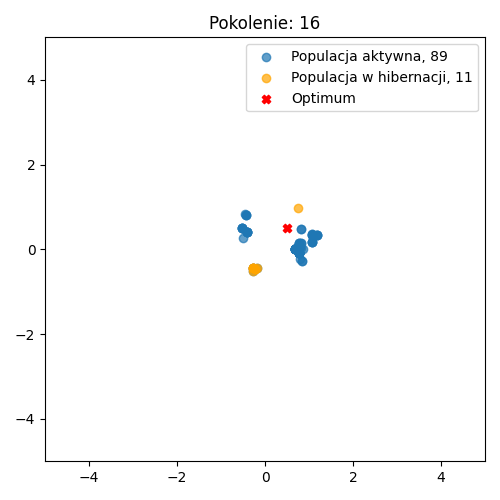 Pokolenie: 16
Populacja aktywna, 89
Populacja w hibernacji, 11
Optimum
4
2
0
−2
−4
−4
−2
0
2
4